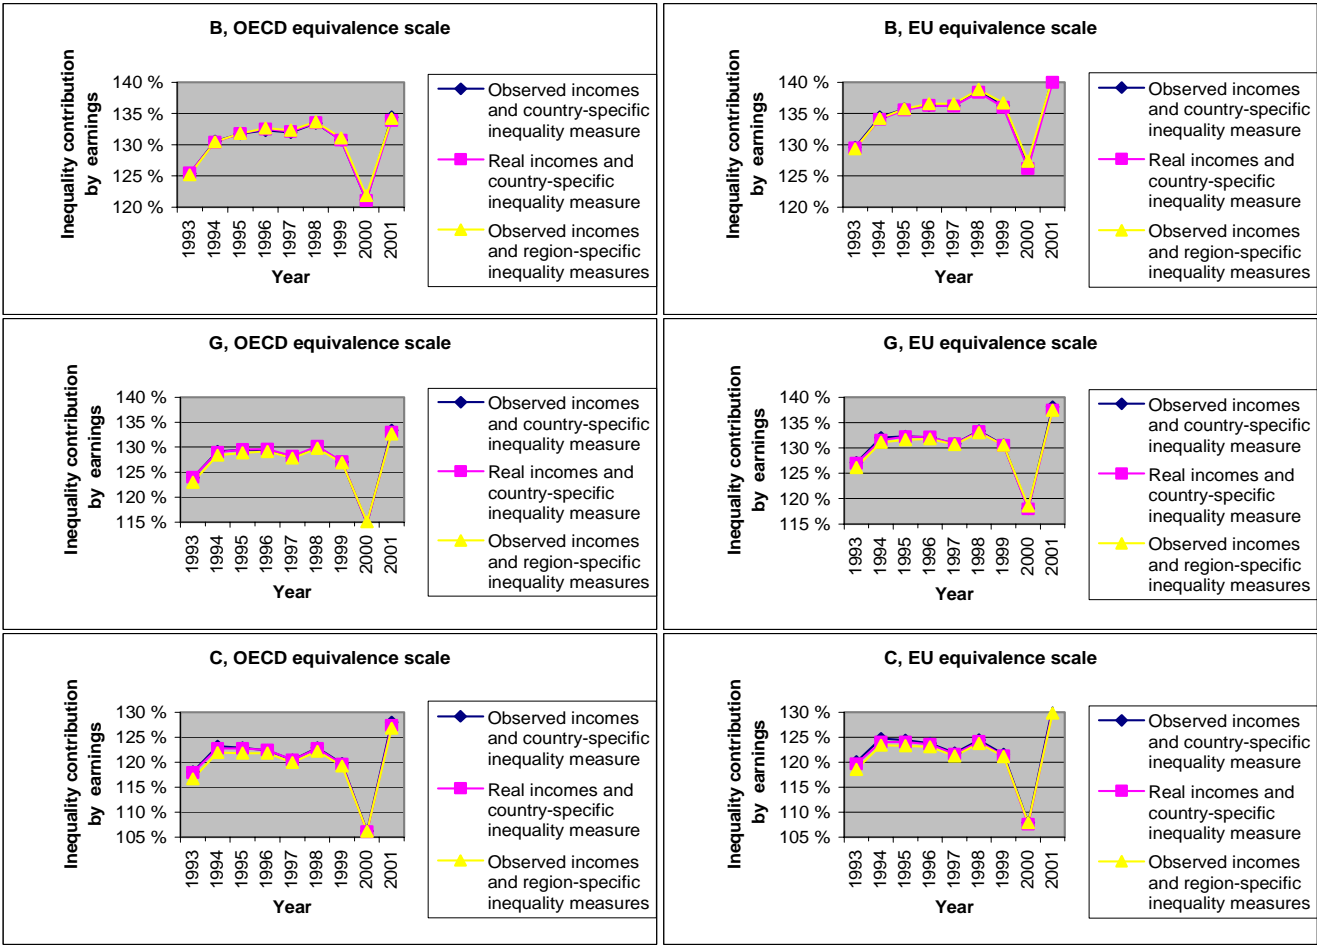 B, OECD equivalence scale
Inequality contribution
by earnings
140 %
135 %
130 %
125 %
120 %
1993
1994
1995
1996
1997
1998
1999
2000
2001
Year
Observed incomes
and country-specific
inequality measure
Real incomes and
country-specific
inequality measure
Observed incomes
and region-specific
inequality measures
B, EU equivalence scale
Inequality contribution
by earnings
140 %
135 %
130 %
125 %
120 %
1993
1994
1995
1996
1997
1998
1999
2000
2001
Year
Observed incomes
and country-specific
inequality measure
Real incomes and
country-specific
inequality measure
Observed incomes
and region-specific
inequality measures
G, OECD equivalence scale
Inequality contribution
by earnings
140 %
135 %
130 %
125 %
120 %
115 %
1993
1994
1995
1996
1997
1998
1999
2000
2001
Year
Observed incomes
and country-specific
inequality measure
Real incomes and
country-specific
inequality measure
Observed incomes
and region-specific
inequality measures
G, EU equivalence scale
Inequality contribution
by earnings
140 %
135 %
130 %
125 %
120 %
115 %
1993
1994
1995
1996
1997
1998
1999
2000
2001
Year
Observed incomes
and country-specific
inequality measure
Real incomes and
country-specific
inequality measure
Observed incomes
and region-specific
inequality measures
C, OECD equivalence scale
Inequality contribution
by earnings
130 %
125 %
120 %
115 %
110 %
105 %
1993
1994
1995
1996
1997
1998
1999
2000
2001
Year
Observed incomes
and country-specific
inequality measure
Real incomes and
country-specific
inequality measure
Observed incomes
and region-specific
inequality measures
C, EU equivalence scale
Inequality contribution
by earnings
130 %
125 %
120 %
115 %
110 %
105 %
1993
1994
1995
1996
1997
1998
1999
2000
2001
Year
Observed incomes
and country-specific
inequality measure
Real incomes and
country-specific
inequality measure
Observed incomes
and region-specific
inequality measures